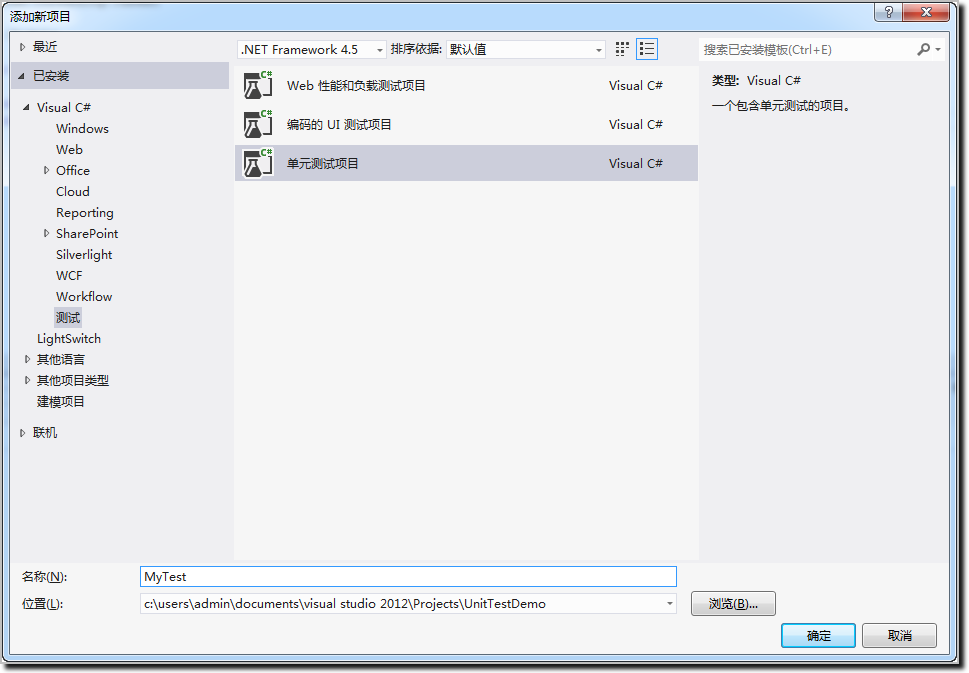 添加新项目
最近
已安装
Visual C#
Windows
Web
Office
Cloud
Reporting
SharePoint
Silverlight
WCF
Workflow
测试
LightSwitch
其他语言
其他项目类型
建模项目
联机
.NET Framework 4.5 排序依据: 默认值
C# Web 性能和负载测试项目 Visual C#
C# 编码的 UI 测试项目 Visual C#
C# 单元测试项目 Visual C#
搜索已安装模板(Ctrl+E)
类型: Visual C#
一个包含单元测试的项目。
名称(N): MyTest
位置(L): c:\users\admin\documents\visual studio 2012\Projects\UnitTestDemo 浏览(B)...
确定 取消